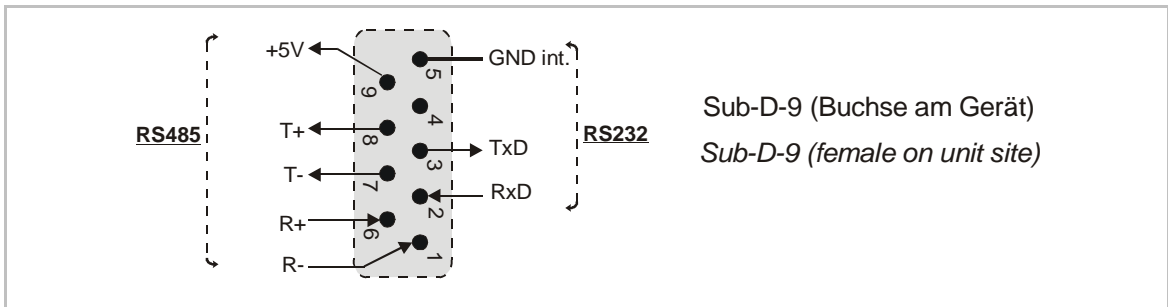 +5V
GND int.
5
9
4
RS485
T+
8
RS232
3
TxD
T-
7
2
RxD
R+
6
1
R-
Sub-D-9 (Buchse am Gerät)
Sub-D-9 (female on unit site)